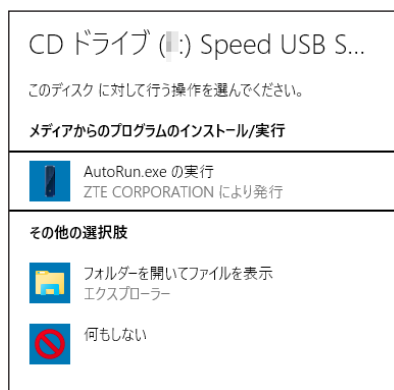 CD ドライブ (:) Speed USB S...
このディスク に対して行う操作を選んでください。
メディアからのプログラムのインストール/実行
AutoRun.exe の実行
ZTE CORPORATION により発行
その他の選択肢
フォルダーを開いてファイルを表示
エクスプローラー
何もしない